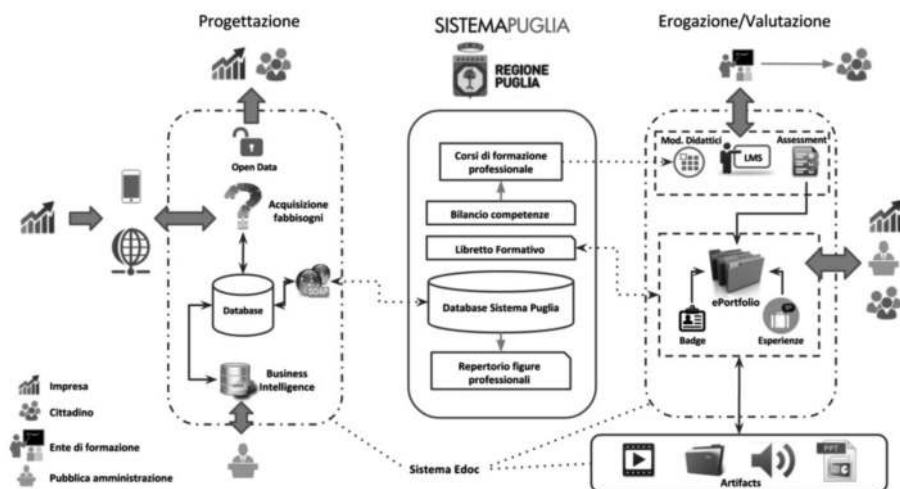 Progettazione
SISTEMAPUGLIA
Erogazione/Valutazione
REGIONE
PUGLIA
Open Data
Acquisizione
fabbisogni
Database
Business
Intelligence
Corsi di formazione
professionale
Bilancio competenze
Libretto Formativo
Database Sistema Puglia
Repertorio figure
professionali
Mod. Didattici
LMS
Assessment
ePortfolio
Badge
Esperienze
Impresa
Cittadino
Ente di formazione
Pubblica amministrazione
Sistema Edoc
PPT
Artifacts